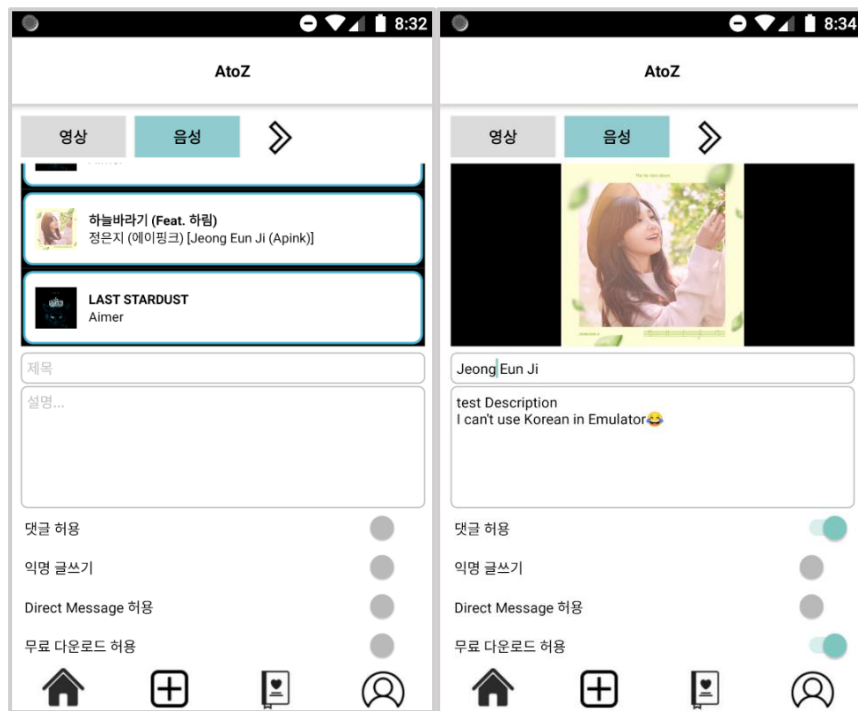 8:32
AtoZ
영상
음성
하늘바라기 (Feat. 하림)
정은지 (에이핑크) [Jeong Eun Ji (Apink)]
LAST STARDUST
Aimer
제목
설명...
댓글 허용
익명 글쓰기
Direct Message 허용
무료 다운로드 허용
8:34
AtoZ
영상
음성
Jeong Eun Ji
test Description
I can't use Korean in Emulator😂
댓글 허용
익명 글쓰기
Direct Message 허용
무료 다운로드 허용